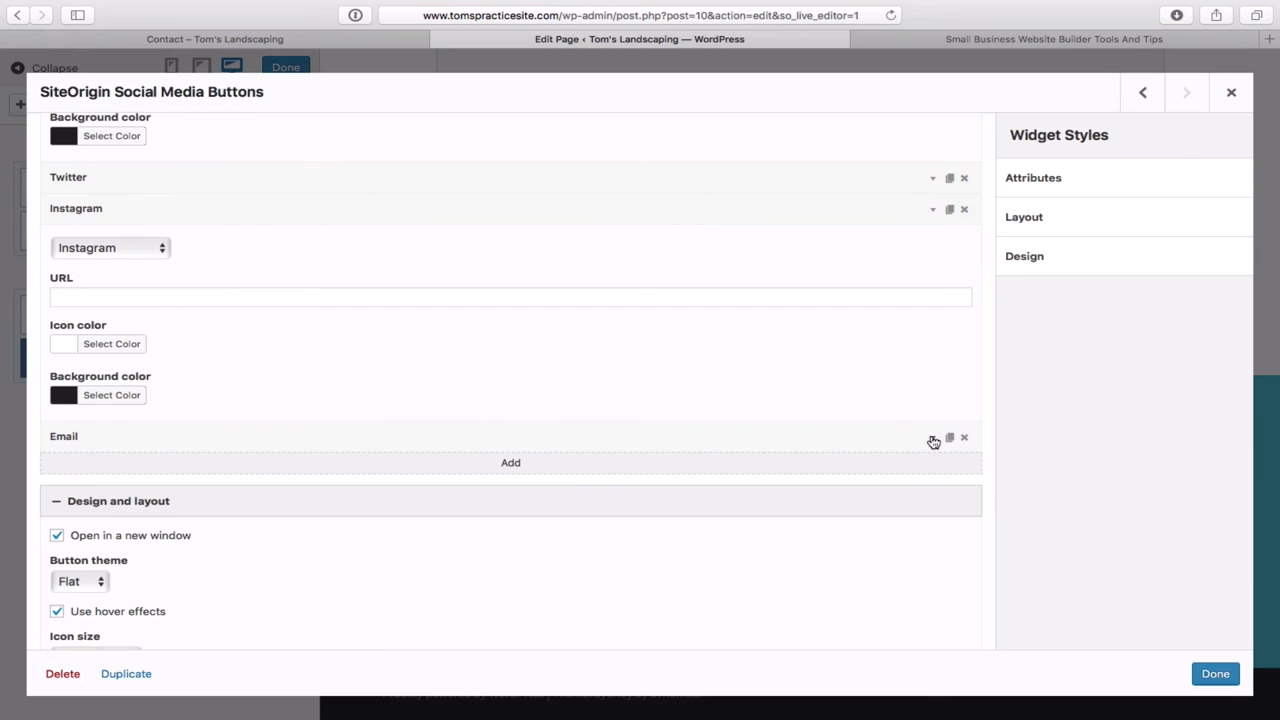 www.tomspracticesite.com/wp-admin/post.php?post=10&action=edit&so_live_editor=1
Contact – Tom's Landscaping
Edit Page ‹ Tom's Landscaping — WordPress
Small Business Website Builder Tools And Tips
Collapse
Done
SiteOrigin Social Media Buttons
Background color
Select Color
Widget Styles
Twitter
Attributes
Instagram
Layout
Instagram
Design
URL
Icon color
Select Color
Background color
Select Color
Email
Add
Design and layout
Open in a new window
Button theme
Flat
Use hover effects
Icon size
Delete
Duplicate
Done